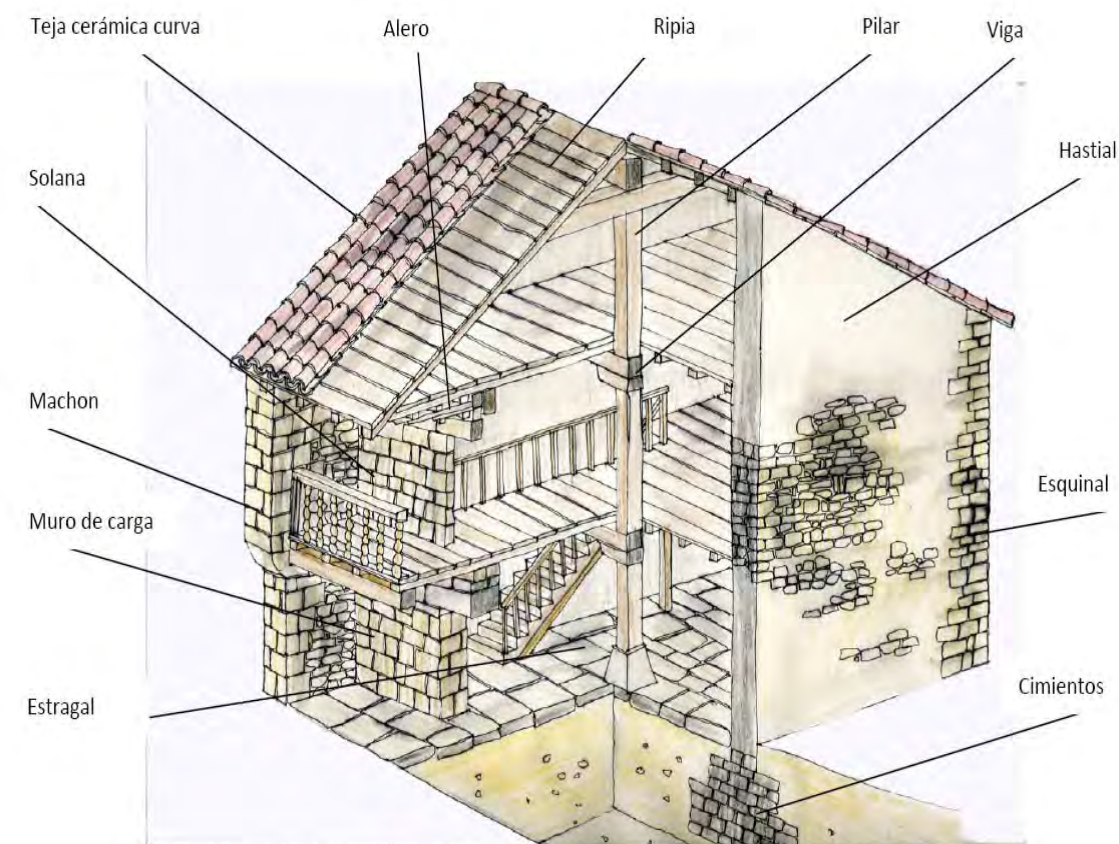 Teja cerámica curva
Alero
Ripia
Pilar
Viga
Hastial
Solana
Machon
Esquinal
Muro de carga
Estragal
Cimientos